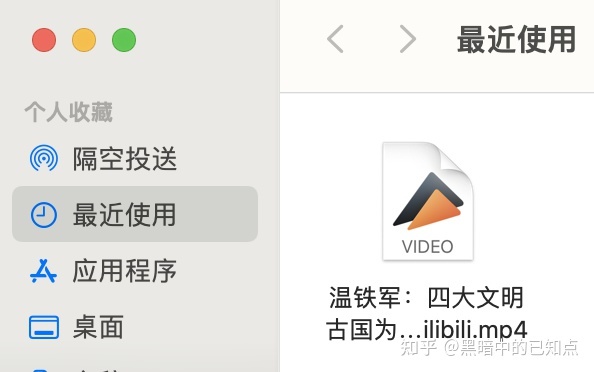 最近使用
个人收藏
隔空投送
最近使用
应用程序
桌面
VIDEO
温铁军：四大文明
古国为...ilibili.mp4
知乎 @黑暗中的已知点